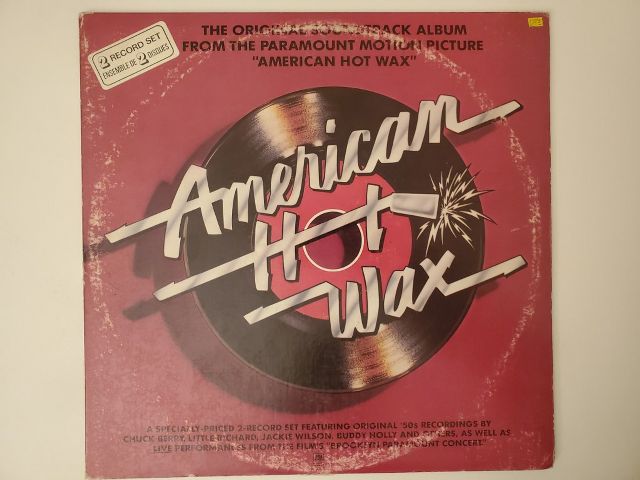 THE ORIGINAL SOUNDTRACK ALBUM
FROM THE PARAMOUNT MOTION PICTURE
"AMERICAN HOT WAX"
2 RECORD SET
ENSEMBLE DE 2 DISQUES
American
Hot
Wax
A SPECIALLY-PRICED 2-RECORD SET FEATURING ORIGINAL '50s RECORDINGS BY
CHUCK BERRY, LITTLE RICHARD, JACKIE WILSON, BUDDY HOLLY AND OTHERS, AS WELL AS
LIVE PERFORMANCES FROM THE FILM'S "BROOKLYN PARAMOUNT CONCERT."